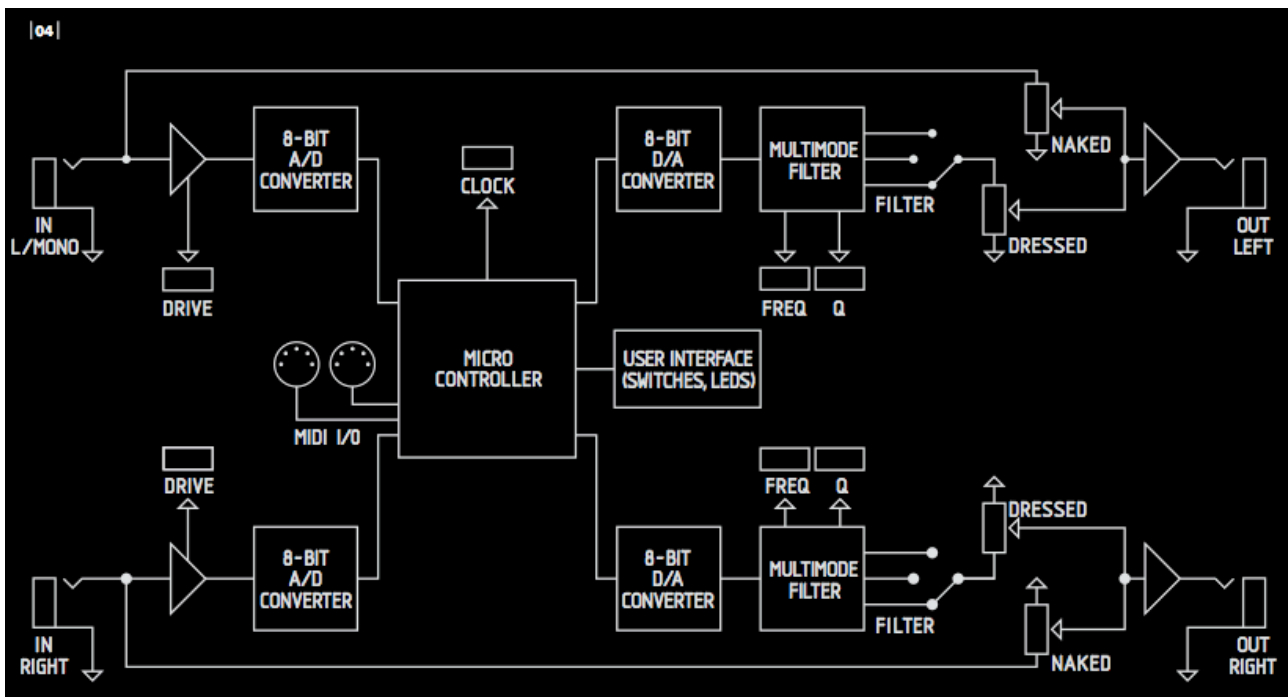 |04|
8-BIT
A/D
CONVERTER
CLOCK
8-BIT
D/A
CONVERTER
MULTIMODE
FILTER
NAKED
FILTER
IN
L/MONO
DRESSED
OUT
LEFT
DRIVE
FREQ
Q
MICRO
CONTROLLER
USER INTERFACE
(SWITCHES, LEDS)
MIDI I/O
DRIVE
FREQ
Q
DRESSED
8-BIT
A/D
CONVERTER
8-BIT
D/A
CONVERTER
MULTIMODE
FILTER
FILTER
IN
RIGHT
NAKED
OUT
RIGHT